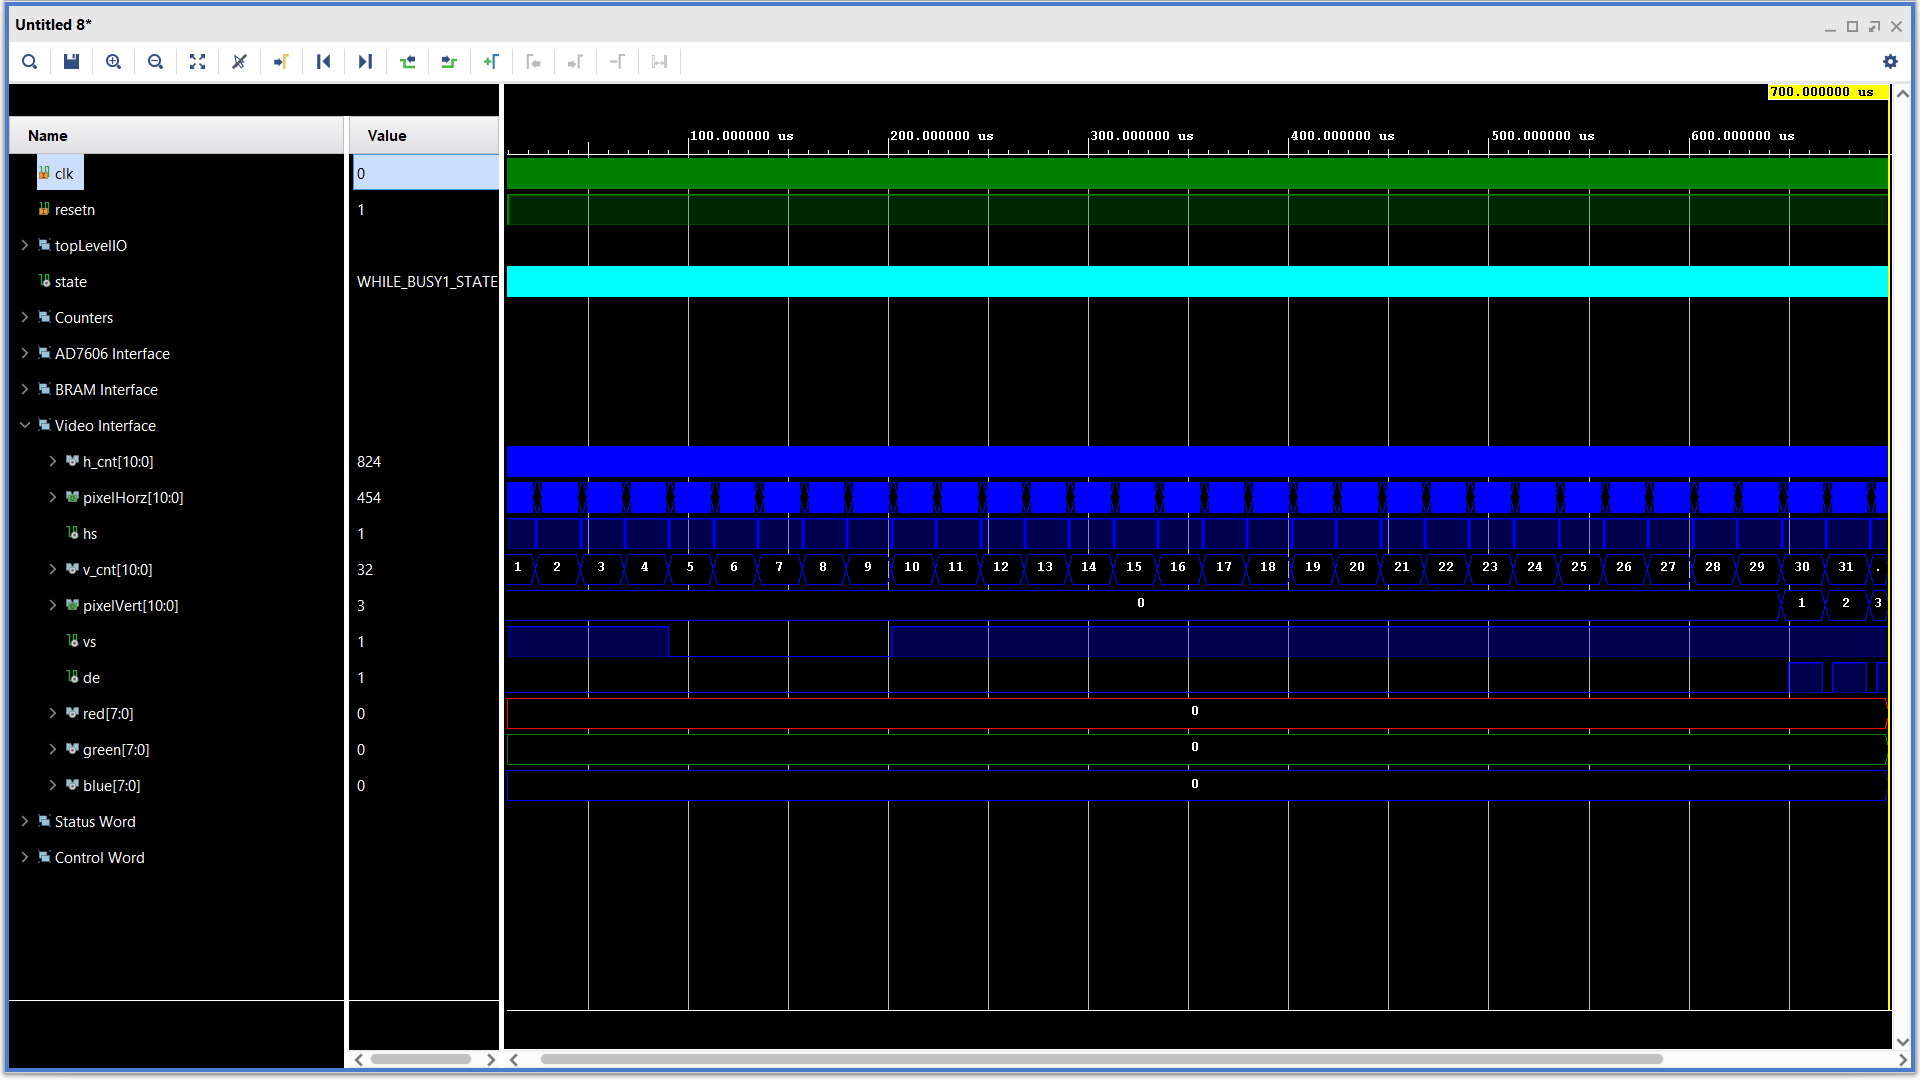 Untitled 8*
700.000000 us
Name
Value
100.000000 us
200.000000 us
300.000000 us
400.000000 us
500.000000 us
600.000000 us
clk
0
resetn
1
topLevelIO
state
WHILE_BUSY1_STATE
Counters
AD7606 Interface
BRAM Interface
Video Interface
h_cnt[10:0]
824
pixelHorz[10:0]
454
hs
1
v_cnt[10:0]
32
1 2 3 4 5 6 7 8 9 10 11 12 13 14 15 16 17 18 19 20 21 22 23 24 25 26 27 28 29 30 31 .
pixelVert[10:0]
3
0 1 2 3
vs
1
de
1
red[7:0]
0
0
green[7:0]
0
0
blue[7:0]
0
0
Status Word
Control Word